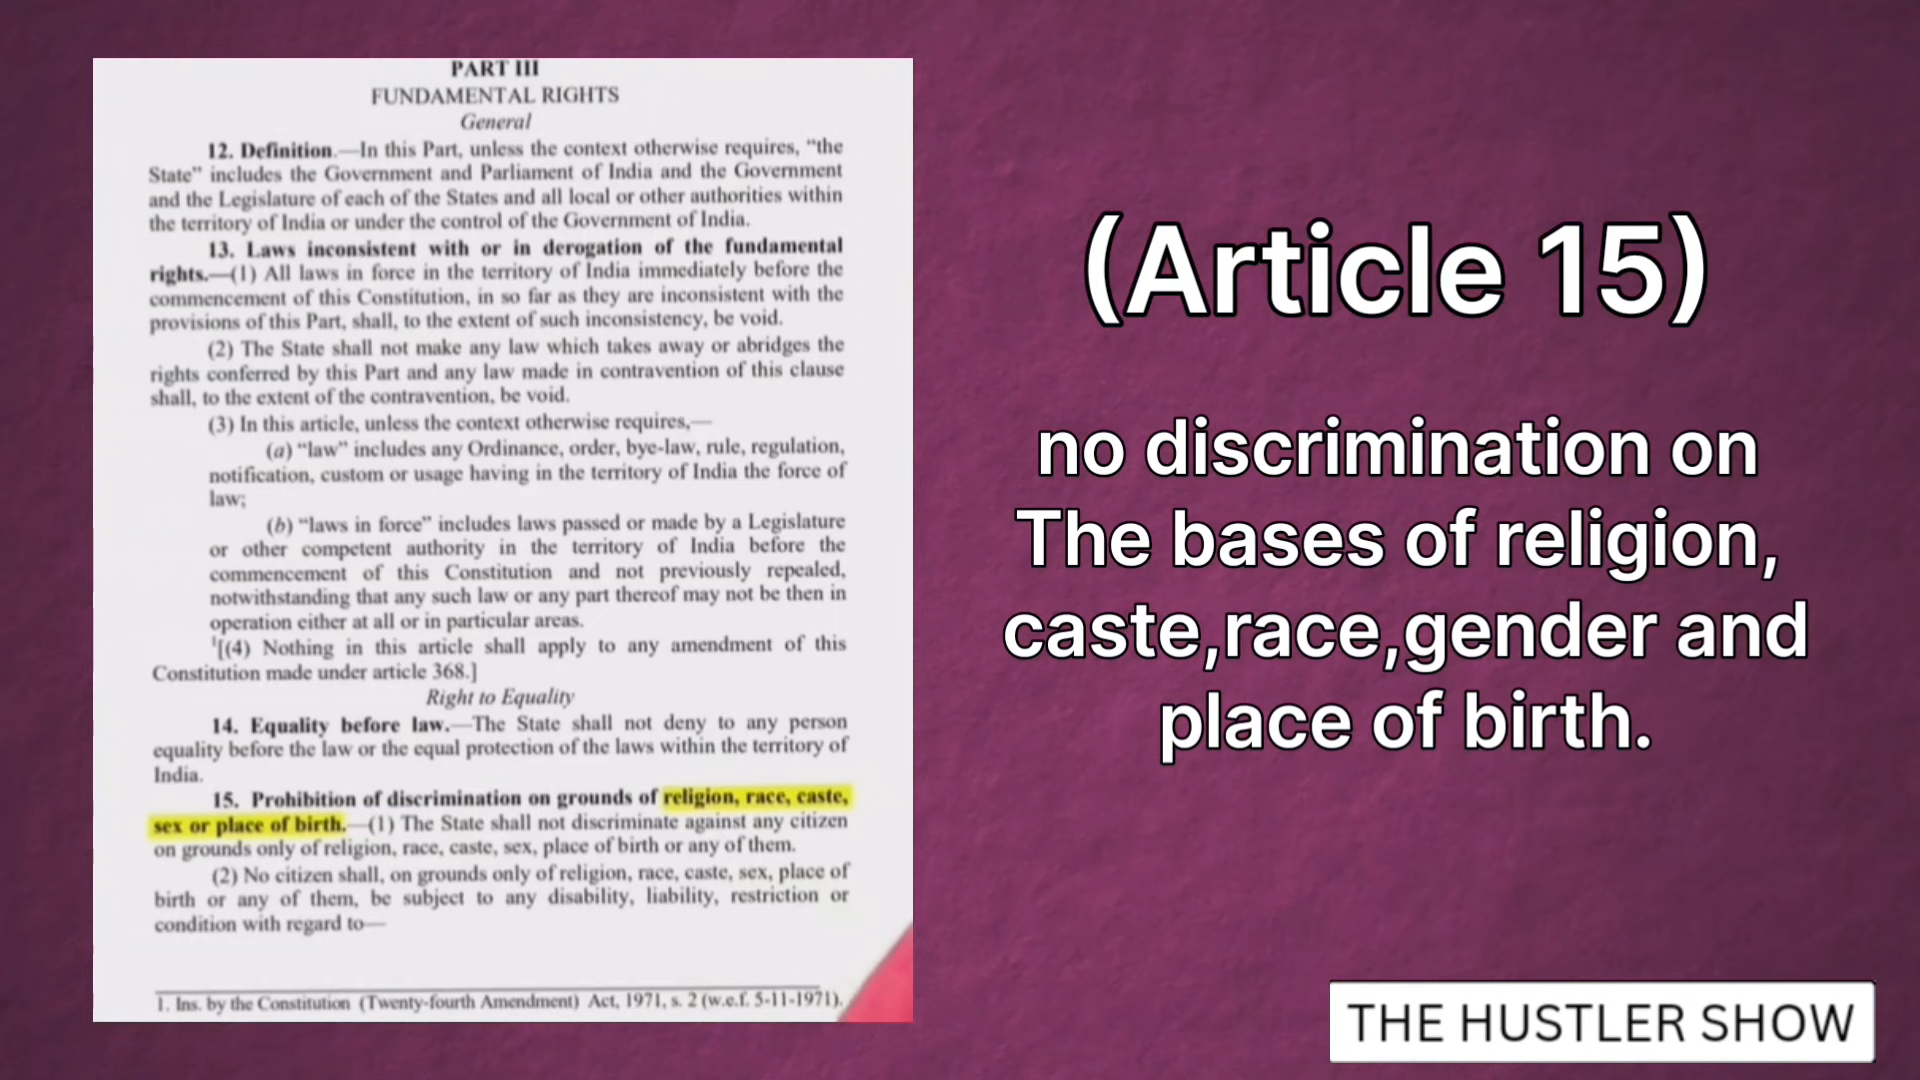 PART III
FUNDAMENTAL RIGHTS
General
12. Definition.—In this Part, unless the context otherwise requires, “the
State” includes the Government and Parliament of India and the Government
and the Legislature of each of the States and all local or other authorities within
the territory of India or under the control of the Government of India.
13. Laws inconsistent with or in derogation of the fundamental
rights.—(1) All laws in force in the territory of India immediately before the
commencement of this Constitution, in so far as they are inconsistent with the
provisions of this Part, shall, to the extent of such inconsistency, be void.
(2) The State shall not make any law which takes away or abridges the
rights conferred by this Part and any law made in contravention of this clause
shall, to the extent of the contravention, be void.
(3) In this article, unless the context otherwise requires,—
(a) “law” includes any Ordinance, order, bye-law, rule, regulation,
notification, custom or usage having in the territory of India the force of
law;
(b) “laws in force” includes laws passed or made by a Legislature
or other competent authority in the territory of India before the
commencement of this Constitution and not previously repealed,
notwithstanding that any such law or any part thereof may not be then in
operation either at all or in particular areas.
1[(4) Nothing in this article shall apply to any amendment of this
Constitution made under article 368.]
Right to Equality
14. Equality before law.—The State shall not deny to any person
equality before the law or the equal protection of the laws within the territory of
India.
15. Prohibition of discrimination on grounds of religion, race, caste,
sex or place of birth.—(1) The State shall not discriminate against any citizen
on grounds only of religion, race, caste, sex, place of birth or any of them.
(2) No citizen shall, on grounds only of religion, race, caste, sex, place of
birth or any of them, be subject to any disability, liability, restriction or
condition with regard to—
1. Ins. by the Constitution (Twenty-fourth Amendment) Act, 1971, s. 2 (w.e.f. 5-11-1971).
(Article 15)
no discrimination on
The bases of religion,
caste,race,gender and
place of birth.
THE HUSTLER SHOW